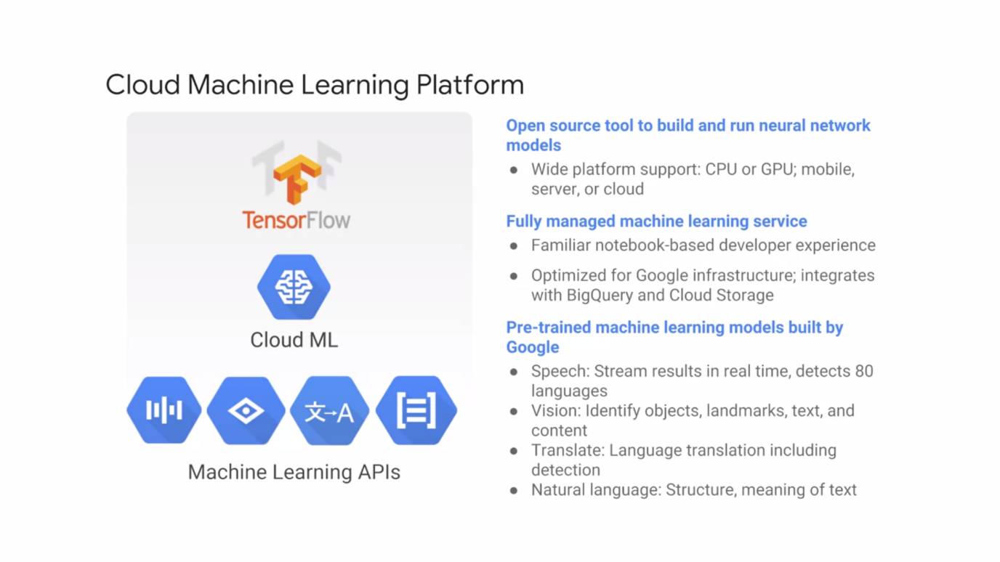 Cloud Machine Learning Platform
TensorFlow
Cloud ML
文→A
Machine Learning APIs
Open source tool to build and run neural network
models
● Wide platform support: CPU or GPU; mobile,
server, or cloud
Fully managed machine learning service
● Familiar notebook-based developer experience
● Optimized for Google infrastructure; integrates
with BigQuery and Cloud Storage
Pre-trained machine learning models built by
Google
● Speech: Stream results in real time, detects 80
languages
● Vision: Identify objects, landmarks, text, and
content
● Translate: Language translation including
detection
● Natural language: Structure, meaning of text